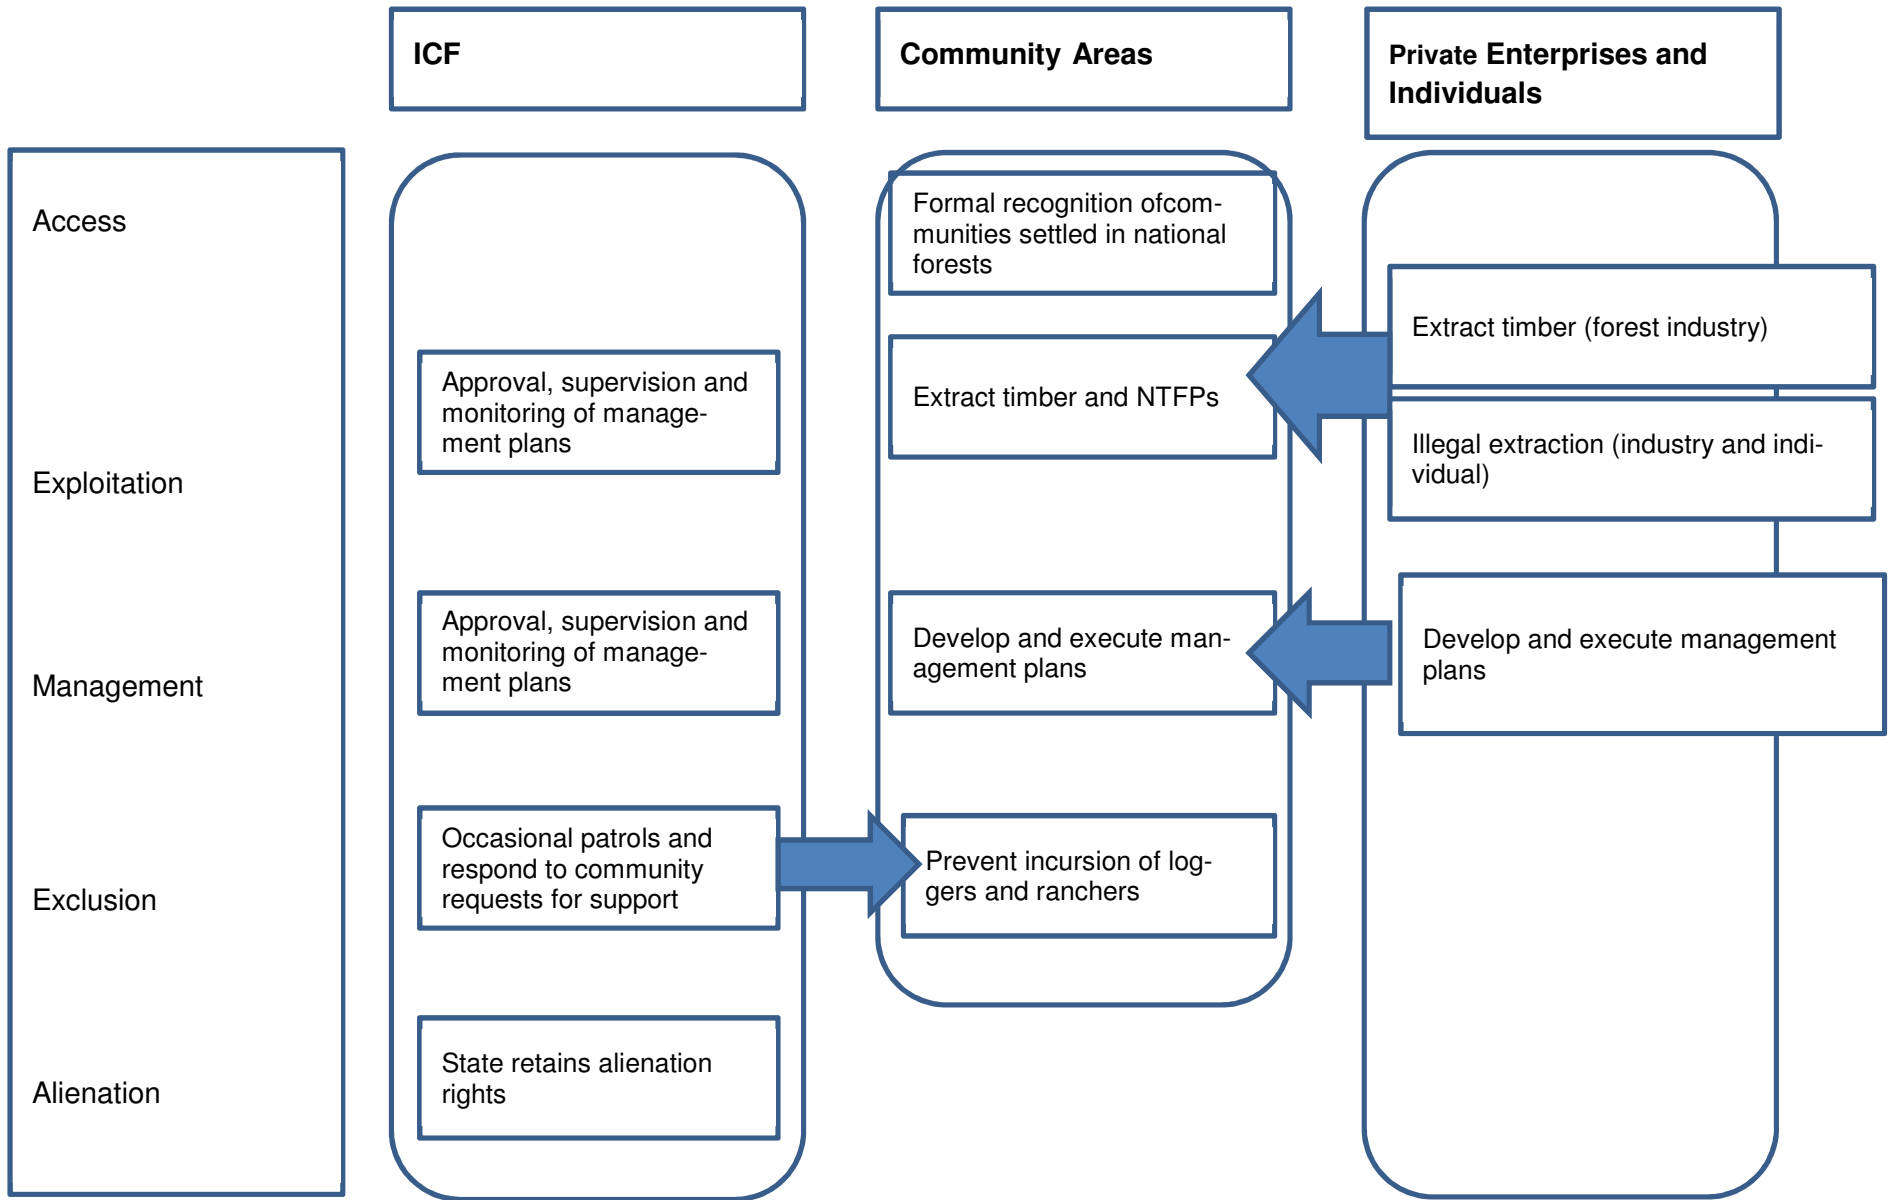 ICF
Community Areas
Private Enterprises and
Individuals
Access
Exploitation
Management
Exclusion
Alienation
Approval, supervision and
monitoring of manage-
ment plans
Approval, supervision and
monitoring of manage-
ment plans
Occasional patrols and
respond to community
requests for support
State retains alienation
rights
Formal recognition ofcom-
munities settled in national
forests
Extract timber and NTFPs
Develop and execute man-
agement plans
Prevent incursion of log-
gers and ranchers
Extract timber (forest industry)
Illegal extraction (industry and indi-
vidual)
Develop and execute management
plans